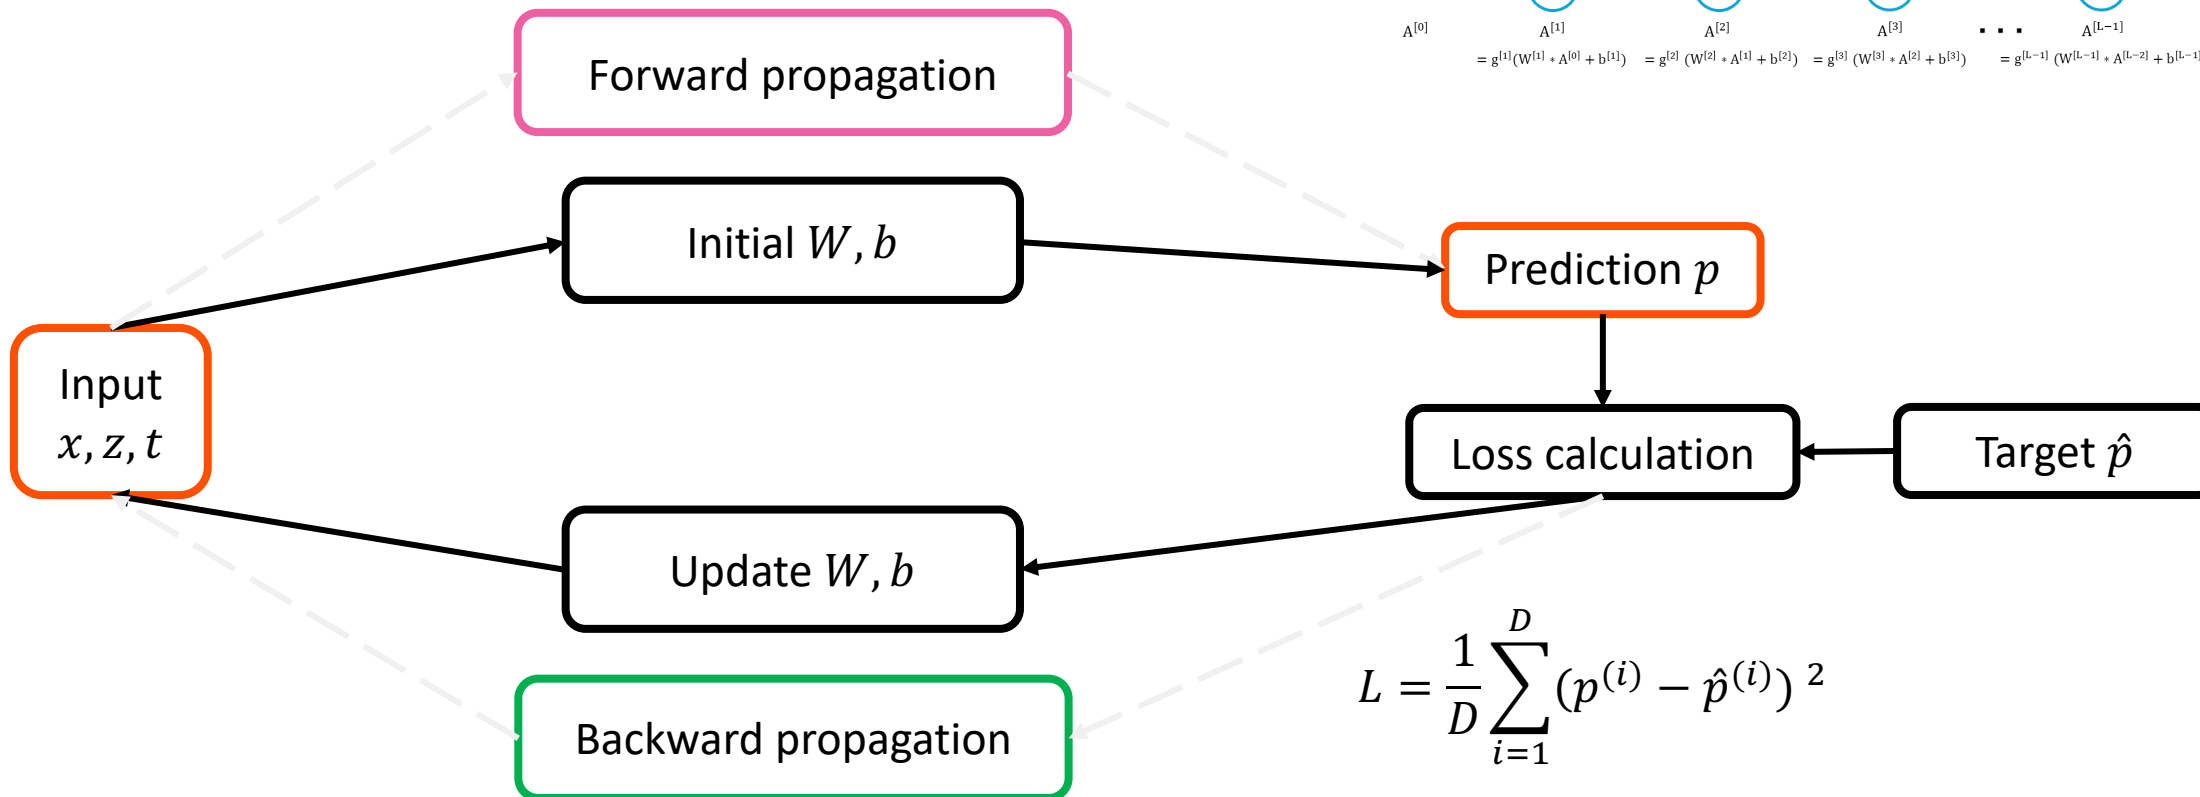 A^[0] A^[1] A^[2] A^[3] ... A^[L−1]
= g^[1](W^[1] * A^[0] + b^[1]) = g^[2] (W^[2] * A^[1] + b^[2]) = g^[3] (W^[3] * A^[2] + b^[3]) = g^[L−1] (W^[L−1] * A^[L−2] + b^[L−1]
Forward propagation
Initial W, b
Prediction p
Input
x, z, t
Loss calculation
Target p̂
Update W, b
L = 1/D ∑_{i=1}^{D} (p^(i) − p̂^(i)) ²
Backward propagation